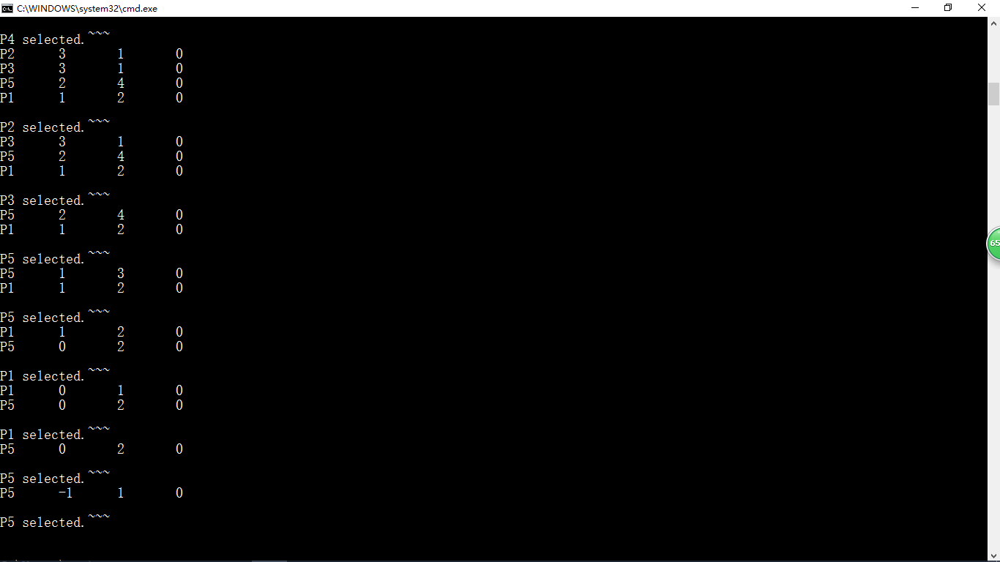 C:\WINDOWS\system32\cmd.exe
P4 selected.~~~
P2 3 1 0
P3 3 1 0
P5 2 4 0
P1 1 2 0
P2 selected.~~~
P3 3 1 0
P5 2 4 0
P1 1 2 0
P3 selected.~~~
P5 2 4 0
P1 1 2 0
P5 selected.~~~
P5 1 3 0
P1 1 2 0
P5 selected.~~~
P1 1 2 0
P5 0 2 0
P1 selected.~~~
P1 0 1 0
P5 0 2 0
P1 selected.~~~
P5 0 2 0
P5 selected.~~~
P5 -1 1 0
P5 selected.~~~
65